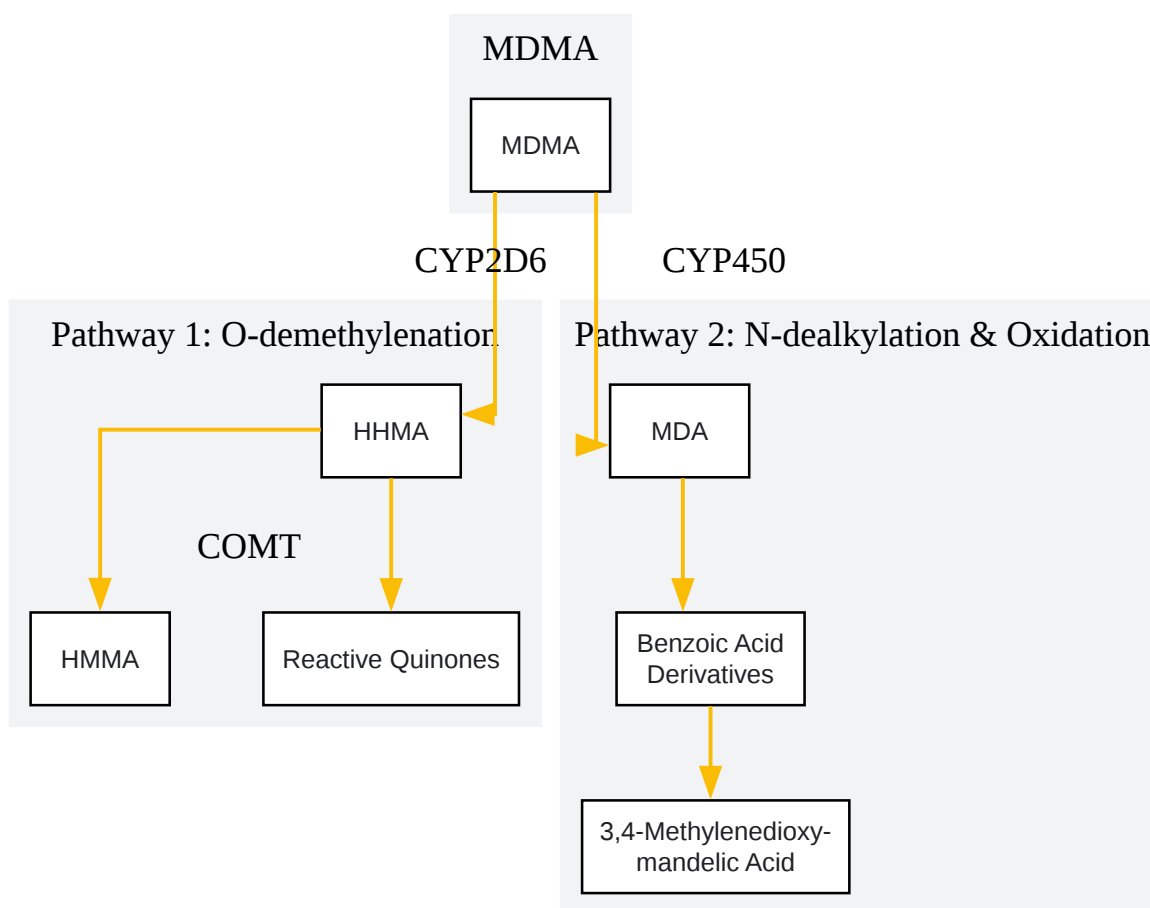 MDMA
MDMA
CYP2D6
CYP450
Pathway 1: O-demethylenation
Pathway 2: N-dealkylation & Oxidation
HHMA
MDA
COMT
HMMA
Reactive Quinones
Benzoic Acid
Derivatives
3,4-Methylenedioxy-
mandelic Acid